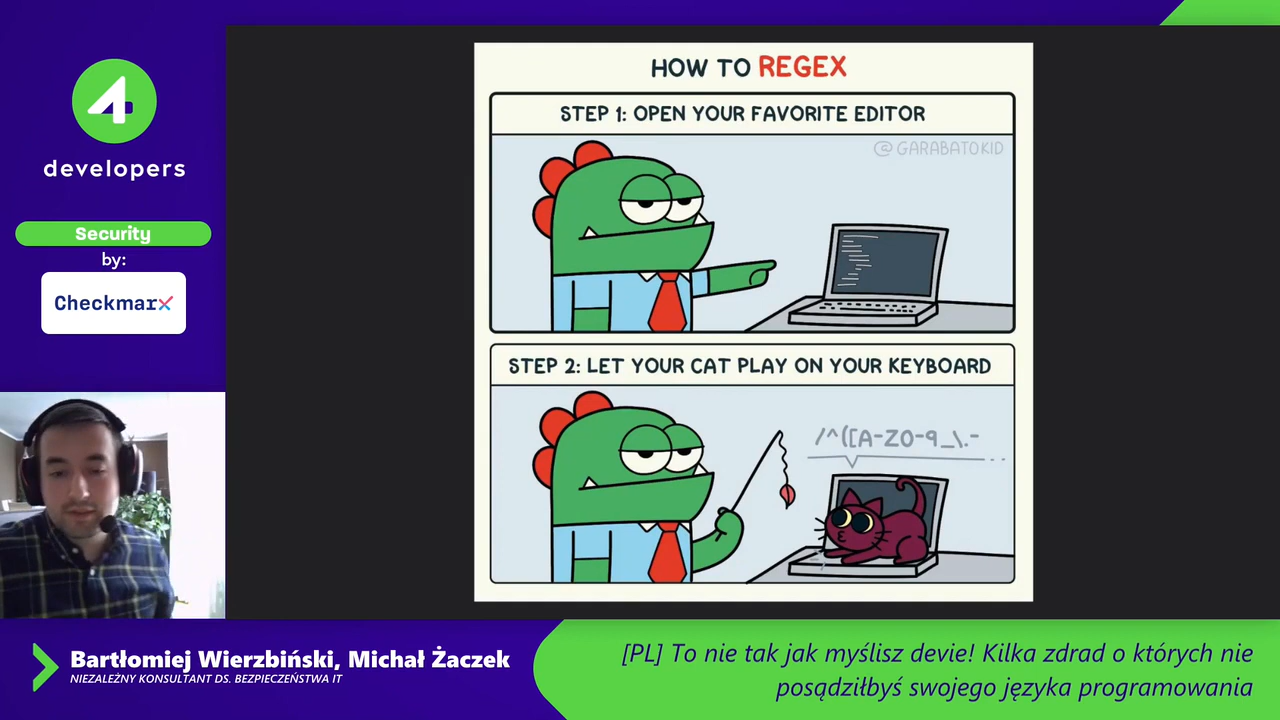 4
developers
Security
by:
Checkmarx
HOW TO REGEX
STEP 1: OPEN YOUR FAVORITE EDITOR
@GARABATOKID
STEP 2: LET YOUR CAT PLAY ON YOUR KEYBOARD
/^([A-Z0-9_\.-
Bartłomiej Wierzbiński, Michał Żaczek
NIEZALEŻNY KONSULTANT DS. BEZPIECZEŃSTWA IT
[PL] To nie tak jak myślisz devie! Kilka zdrad o których nie
posądziłbyś swojego języka programowania